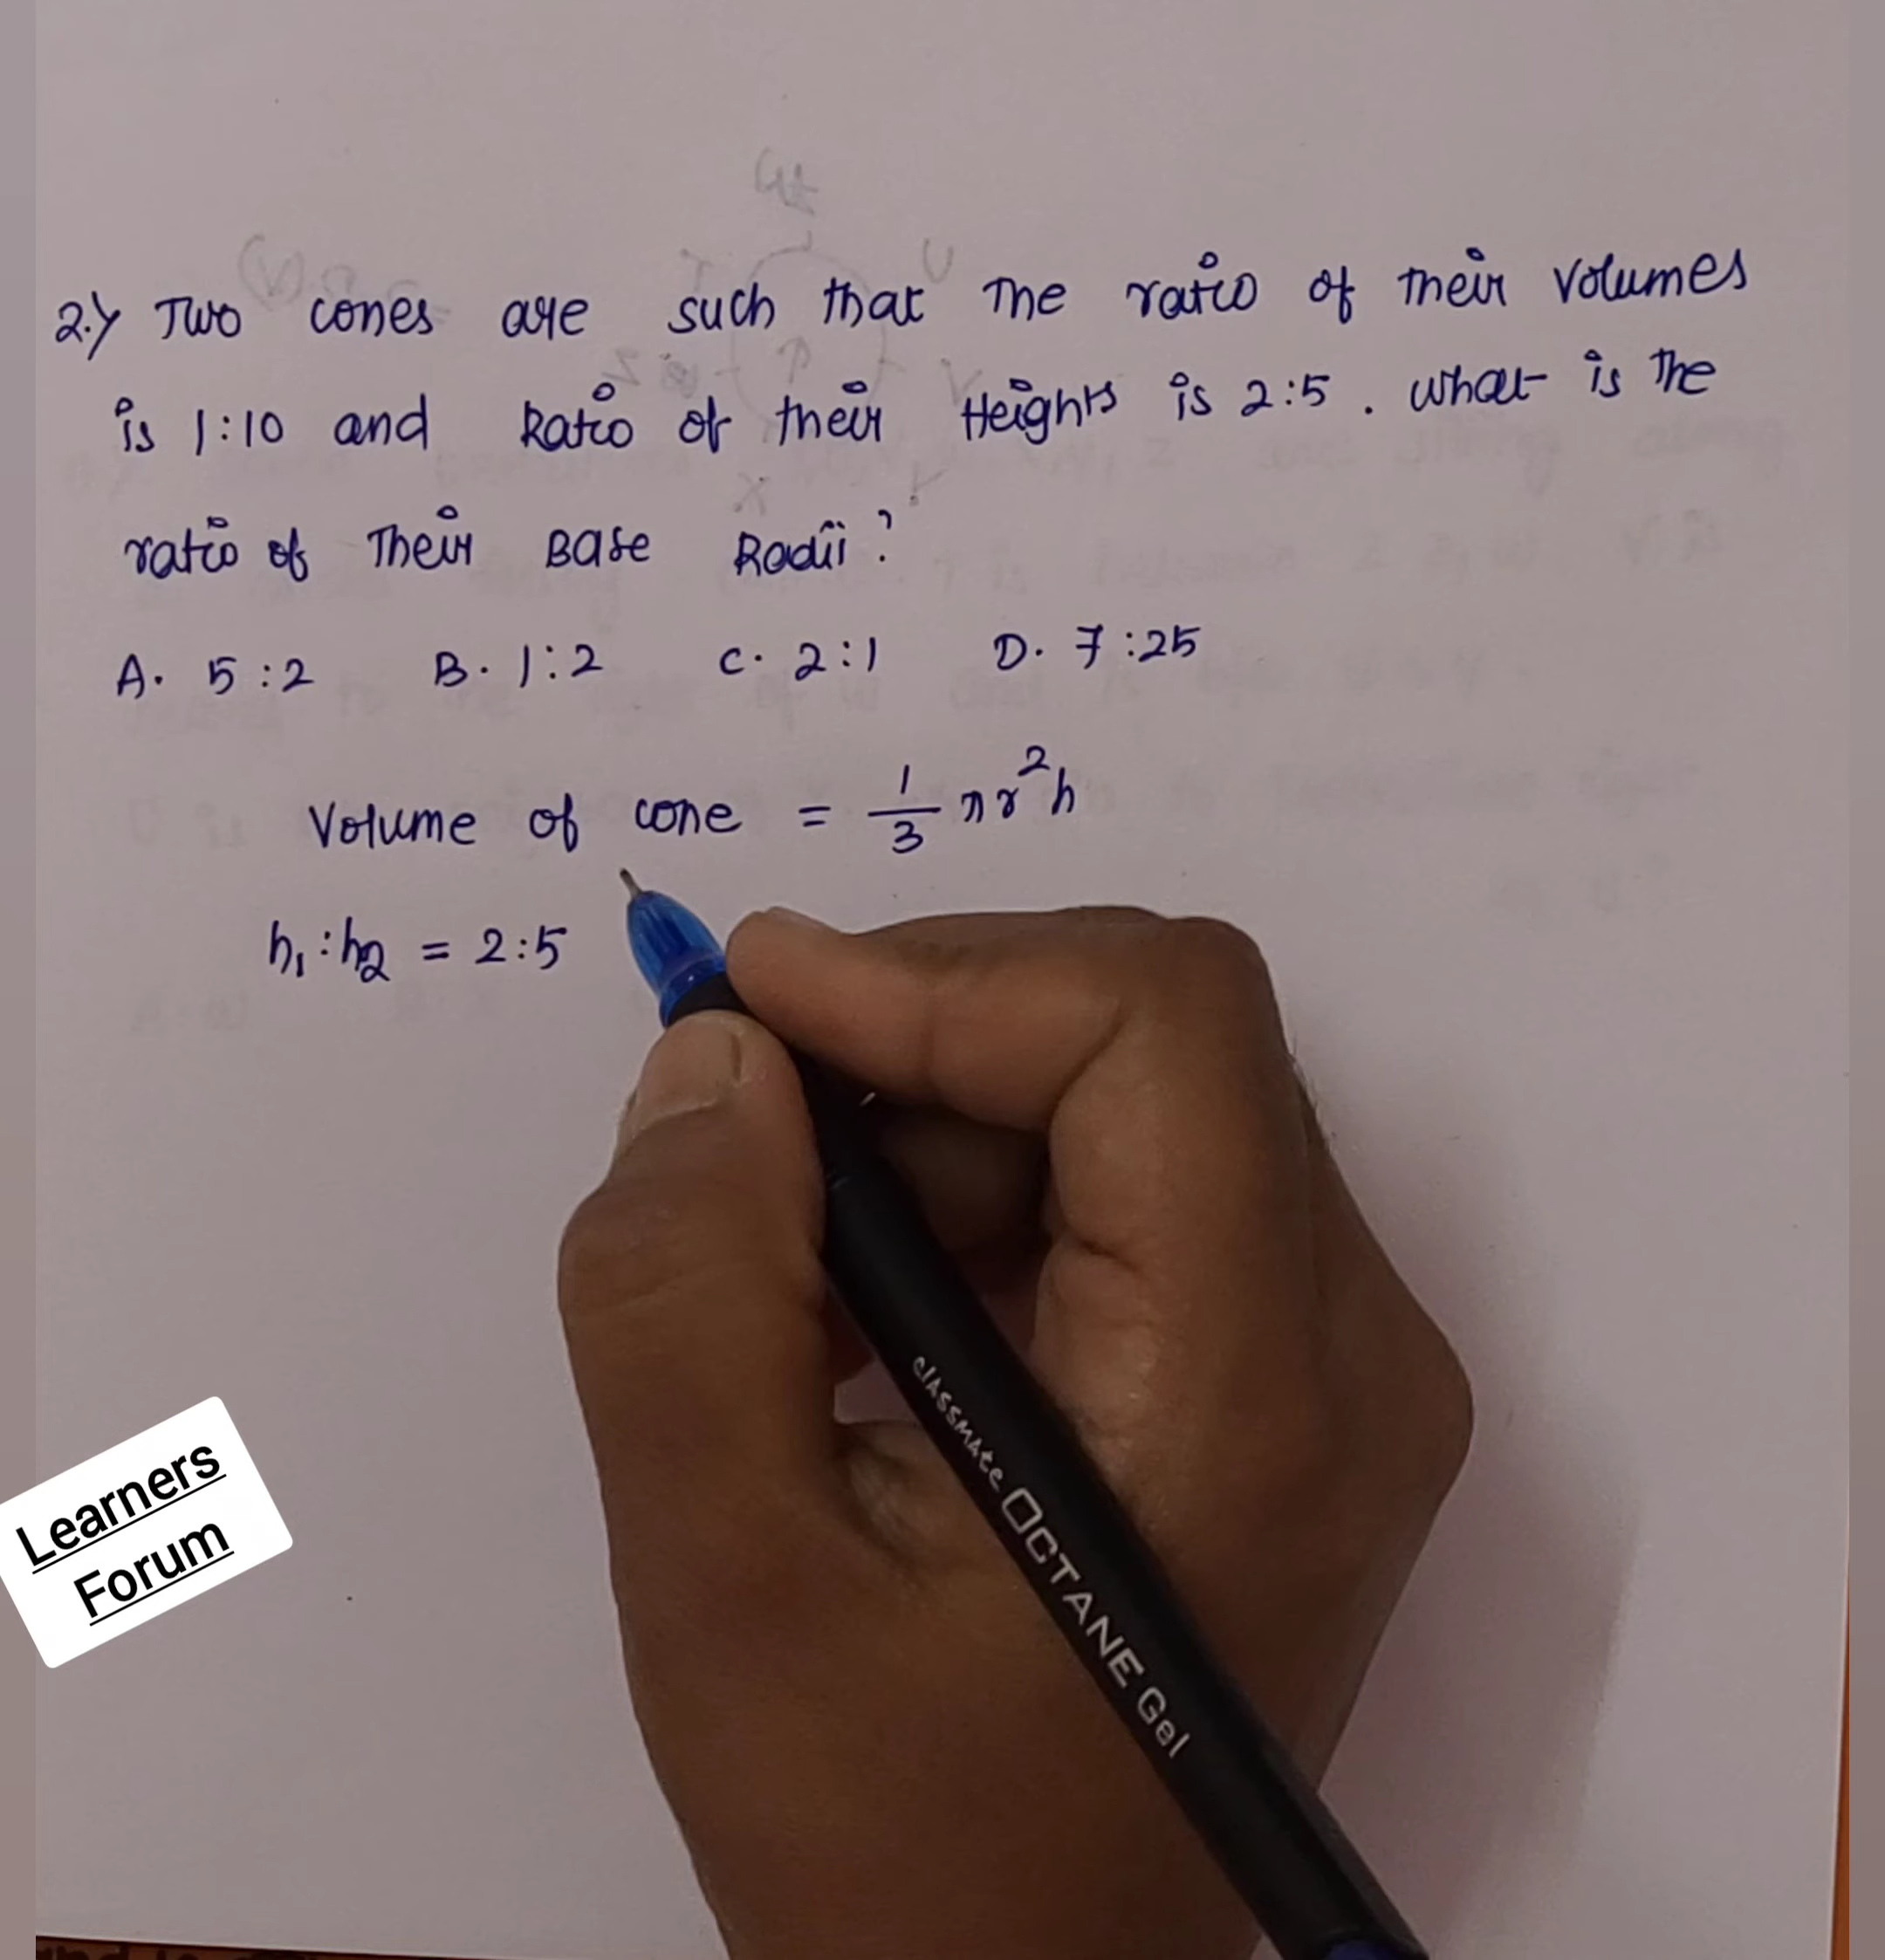 2.) Two cones are such that the ratio of their volumes
is 1:10 and Ratio of their Heights is 2:5. what is the
ratio of Their Base Radii?
A. 5:2 B. 1:2 C. 2:1 D. 7:25
Volume of cone = 1/3 πr²h
h₁:h₂ = 2:5
classmate OCTANE Gel
Learners
Forum